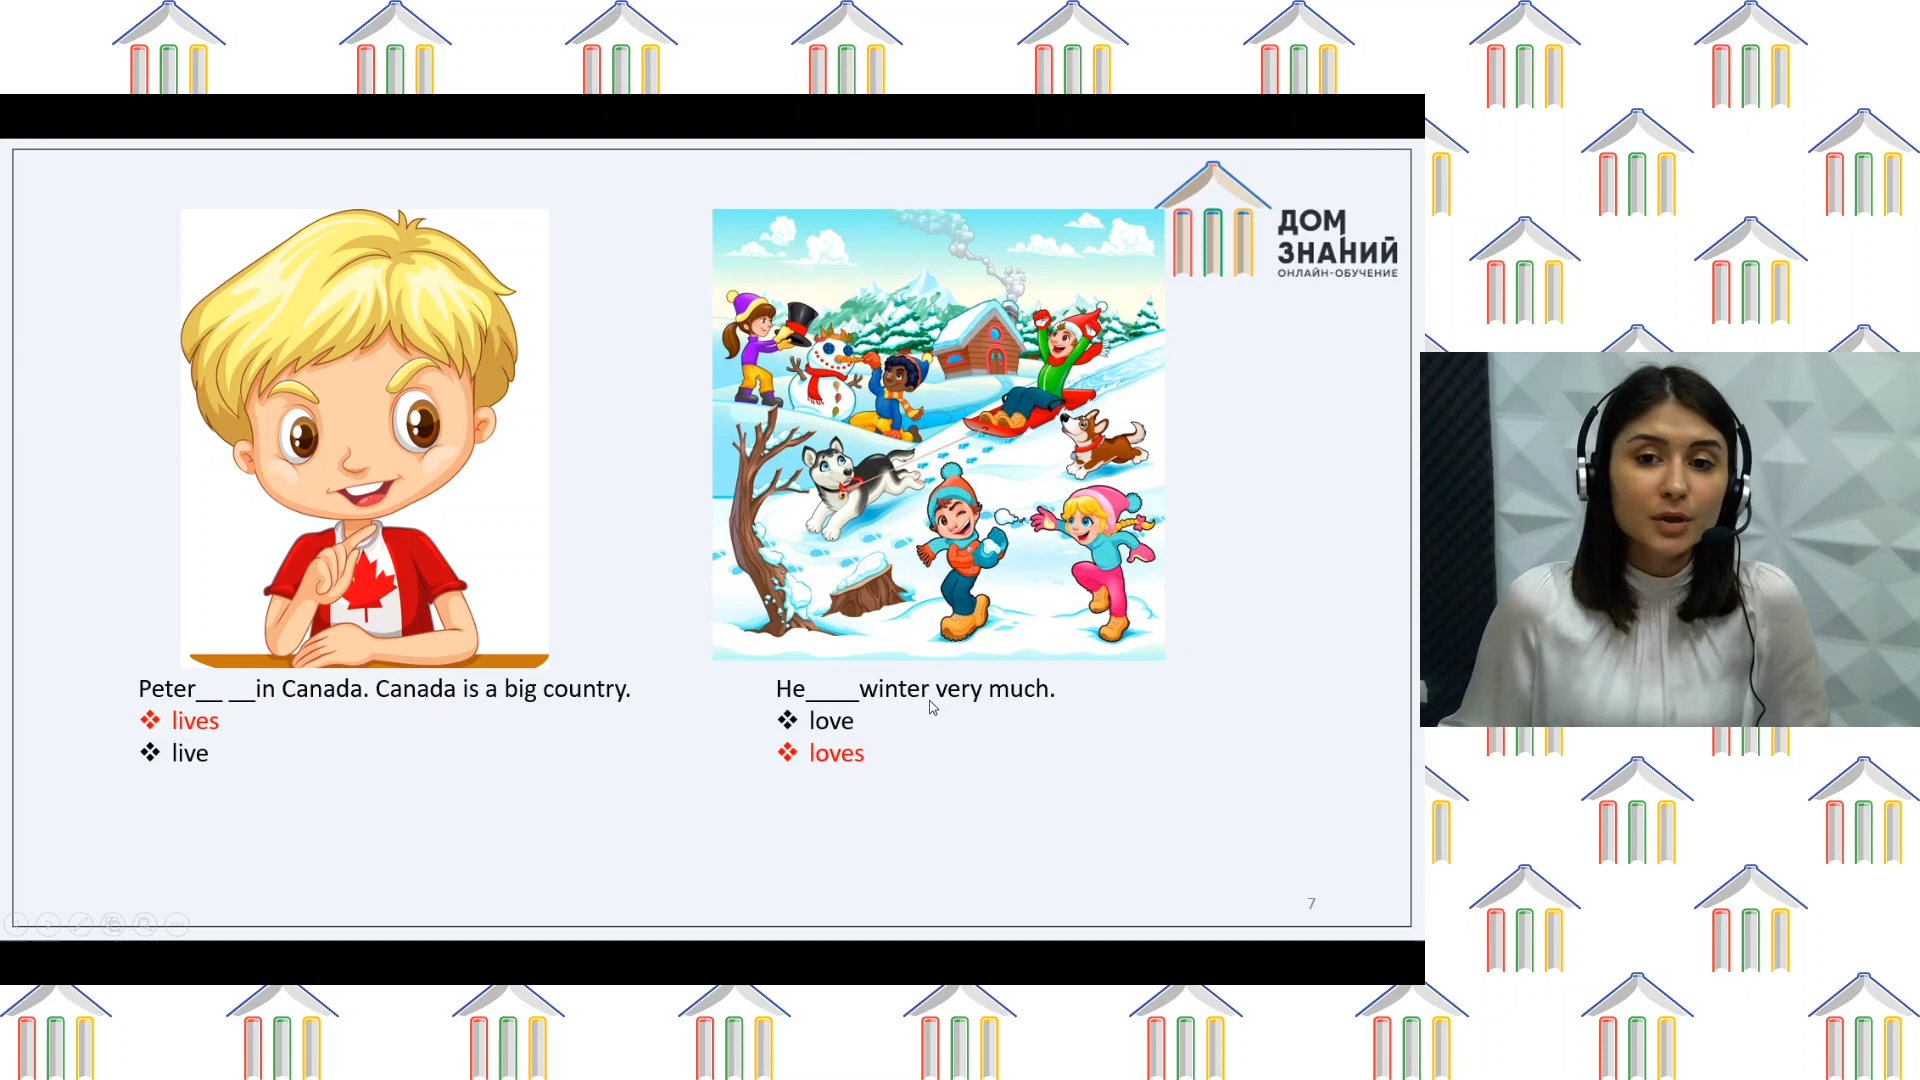 ДОМ
ЗНАНИЙ
ОНЛАЙН-ОБУЧЕНИЕ
Peter__ __in Canada. Canada is a big country.
❖ lives
❖ live
He____winter very much.
❖ love
❖ loves
7